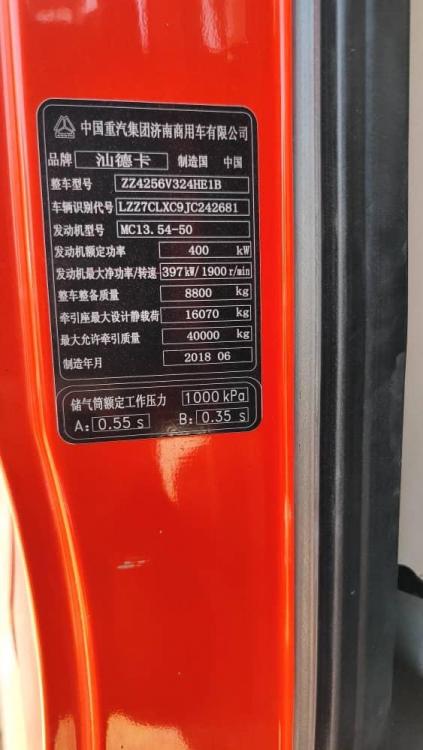 中国重汽集团济南商用车有限公司
品牌 汕德卡 制造国 中国
整车型号 ZZ4256V324HE1B
车辆识别代号 LZZ7CLXC9JC242681
发动机型号 MC13.54-50
发动机额定功率 400 kW
发动机最大净功率/转速 397kW/1900r/min
整车整备质量 8800 kg
牵引座最大设计静载荷 16070 kg
最大允许牵引质量 40000 kg
制造年月 2018 06
储气筒额定工作压力 1000kPa
A:0.55 s B:0.35 s